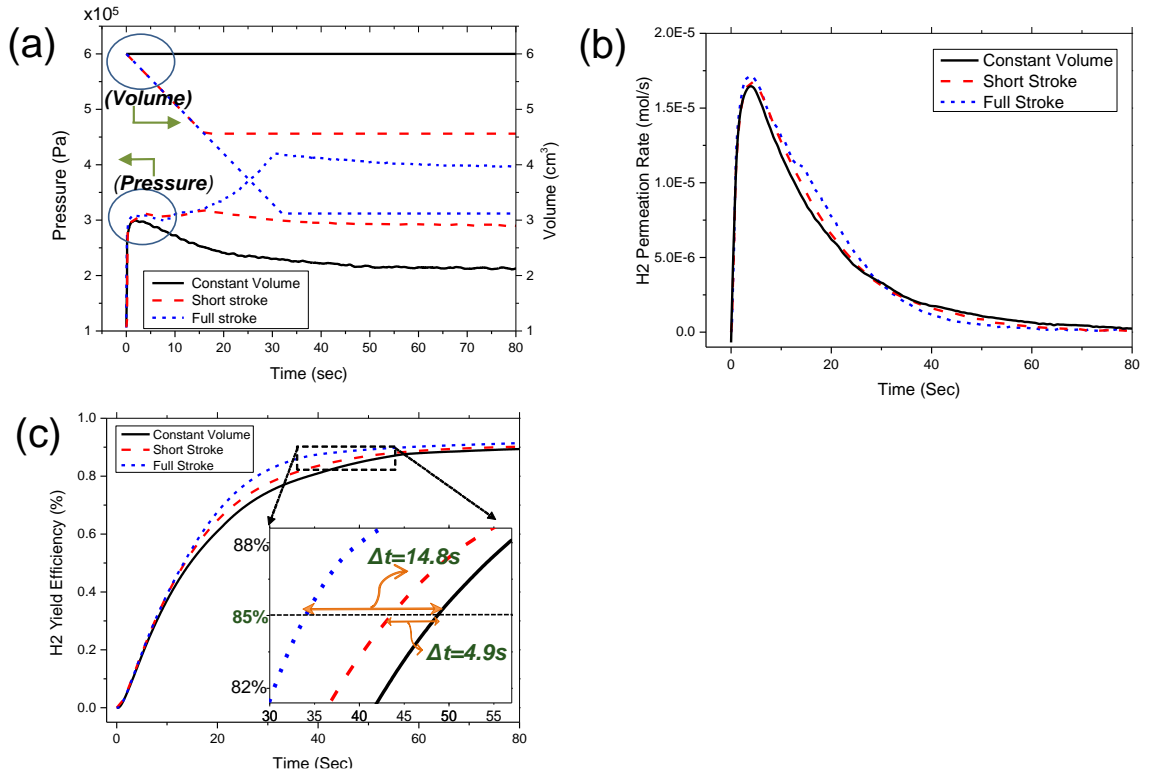 (a)
×10⁵
Pressure (Pa)
6
5
4
3
2
1
6
5
4
3
2
1
Volume (cm³)
(Volume)
(Pressure)
Constant Volume
Short stroke
Full stroke
0 10 20 30 40 50 60 70 80
Time (sec)
(b)
H2 Permeation Rate (mol/s)
2.0E-5
1.5E-5
1.0E-5
5.0E-6
0.0
Constant Volume
Short Stroke
Full Stroke
0 20 40 60 80
Time (Sec)
(c)
H2 Yield Efficiency (%)
1.0
0.8
0.6
0.4
0.2
0.0
Constant Volume
Short Stroke
Full Stroke
88%
85%
82%
Δt=14.8s
Δt=4.9s
30 35 40 45 50 55
0 20 40 60 80
Time (Sec)